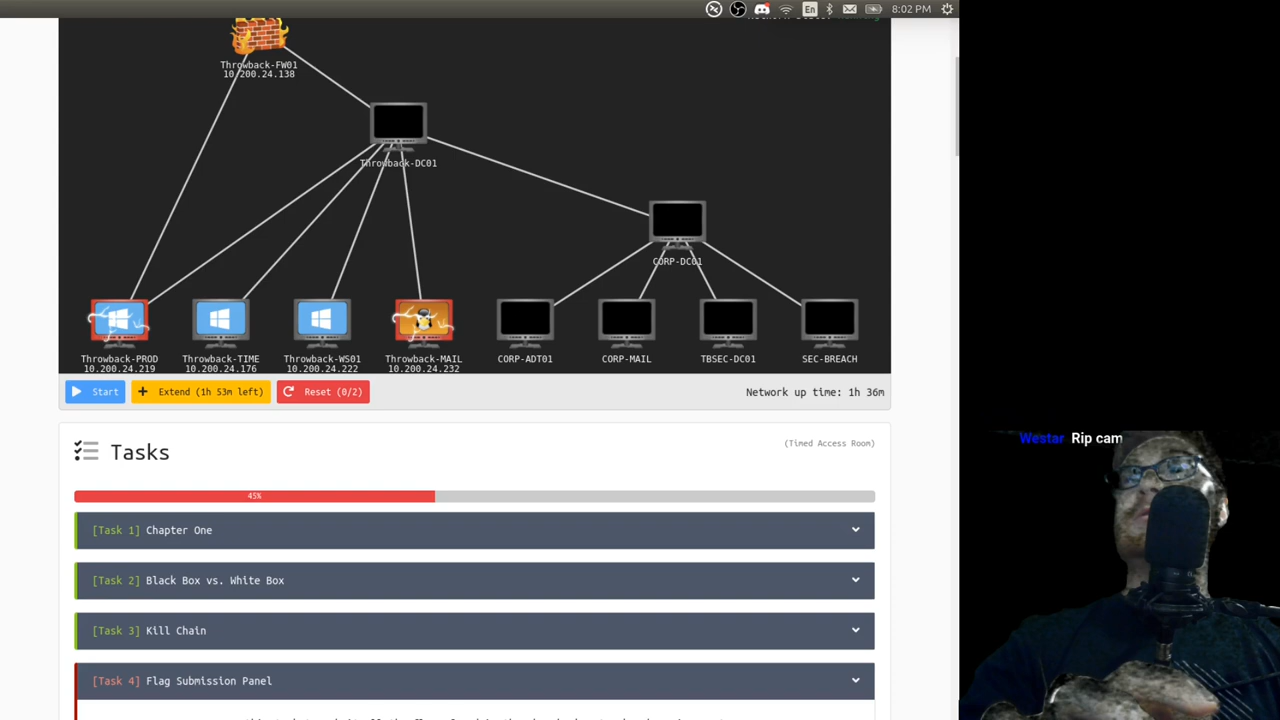 En 8:02 PM
Throwback-FW01
10.200.24.138
Throwback-DC01
CORP-DC01
Throwback-PROD Throwback-TIME Throwback-WS01 Throwback-MAIL CORP-ADT01 CORP-MAIL TBSEC-DC01 SEC-BREACH
10.200.24.219 10.200.24.176 10.200.24.222 10.200.24.232
Start + Extend (1h 53m left) Reset (0/2) Network up time: 1h 36m
Tasks (Timed Access Room)
45%
[Task 1] Chapter One
[Task 2] Black Box vs. White Box
[Task 3] Kill Chain
[Task 4] Flag Submission Panel
Westar Rip cam